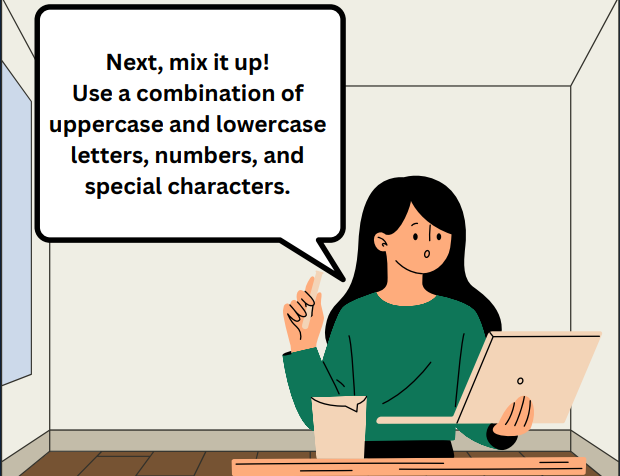 Next, mix it up!
Use a combination of
uppercase and lowercase
letters, numbers, and
special characters.